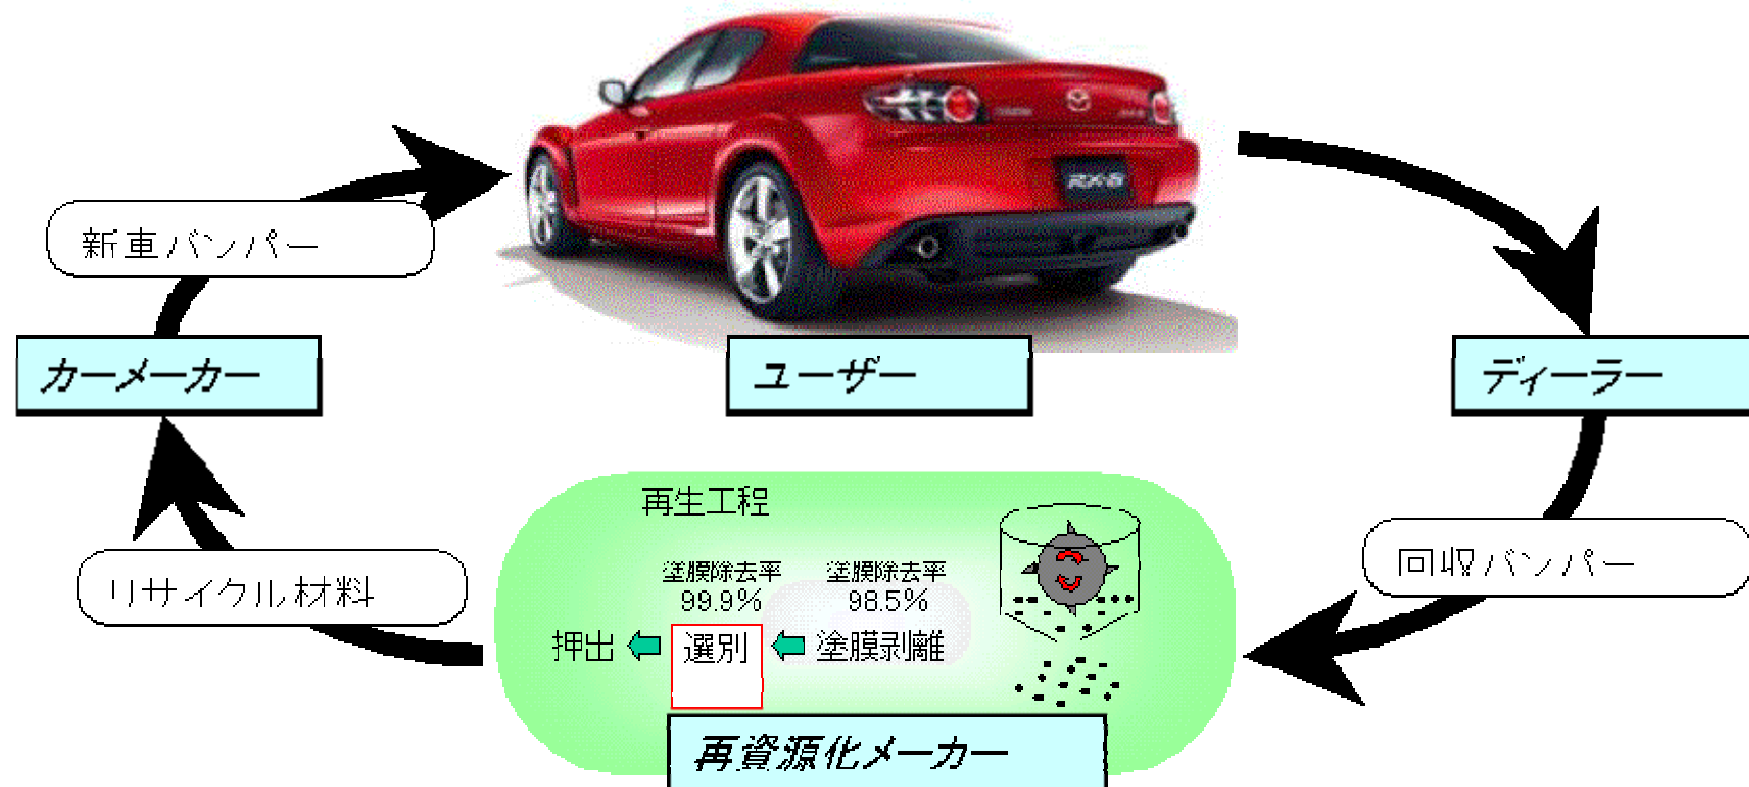 新車バンパー
RX-8
カーメーカー
ユーザー
ディーラー
再生工程
塗膜除去率
99.9%
塗膜除去率
98.5%
回収バンパー
リサイクル材料
押出
選別
塗膜剥離
再資源化メーカー